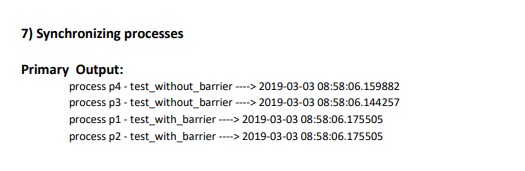 7) Synchronizing processes
Primary Output:
process p4 - test_without_barrier ----> 2019-03-03 08:58:06.159882
process p3 - test_without_barrier ----> 2019-03-03 08:58:06.144257
process p1 - test_with_barrier ----> 2019-03-03 08:58:06.175505
process p2 - test_with_barrier ----> 2019-03-03 08:58:06.175505